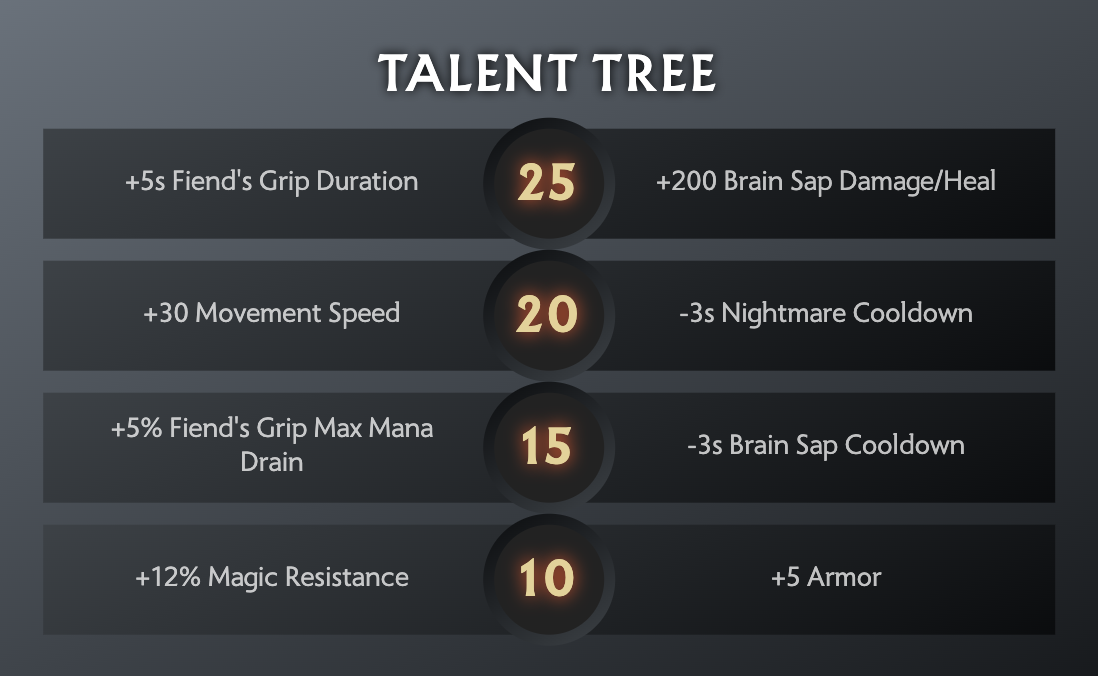 TALENT TREE
+5s Fiend's Grip Duration
25
+200 Brain Sap Damage/Heal
+30 Movement Speed
20
-3s Nightmare Cooldown
+5% Fiend's Grip Max Mana
Drain
15
-3s Brain Sap Cooldown
+12% Magic Resistance
10
+5 Armor